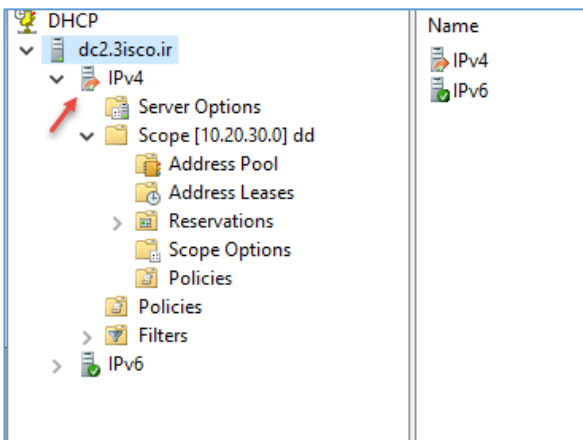 DHCP
dc2.3isco.ir
IPv4
Server Options
Scope [10.20.30.0] dd
Address Pool
Address Leases
Reservations
Scope Options
Policies
Policies
Filters
IPv6
Name
IPv4
IPv6